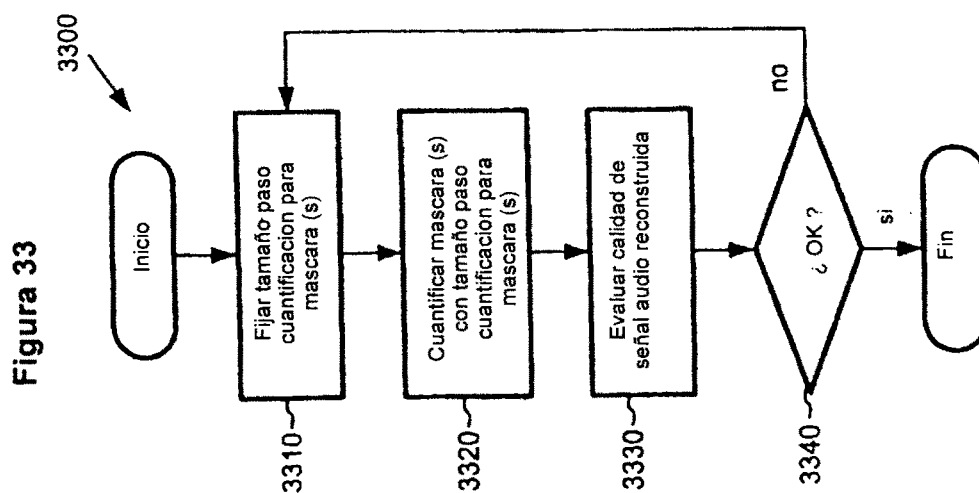 Figura 33
3300
Inicio
Fijar tamaño paso
cuantificacion para
mascara (s)
3310
Cuantificar mascara (s)
con tamaño paso
cuantificacion para
mascara (s)
3320
Evaluar calidad de
señal audio reconstruida
3330
¿ OK ?
3340
no
si
Fin